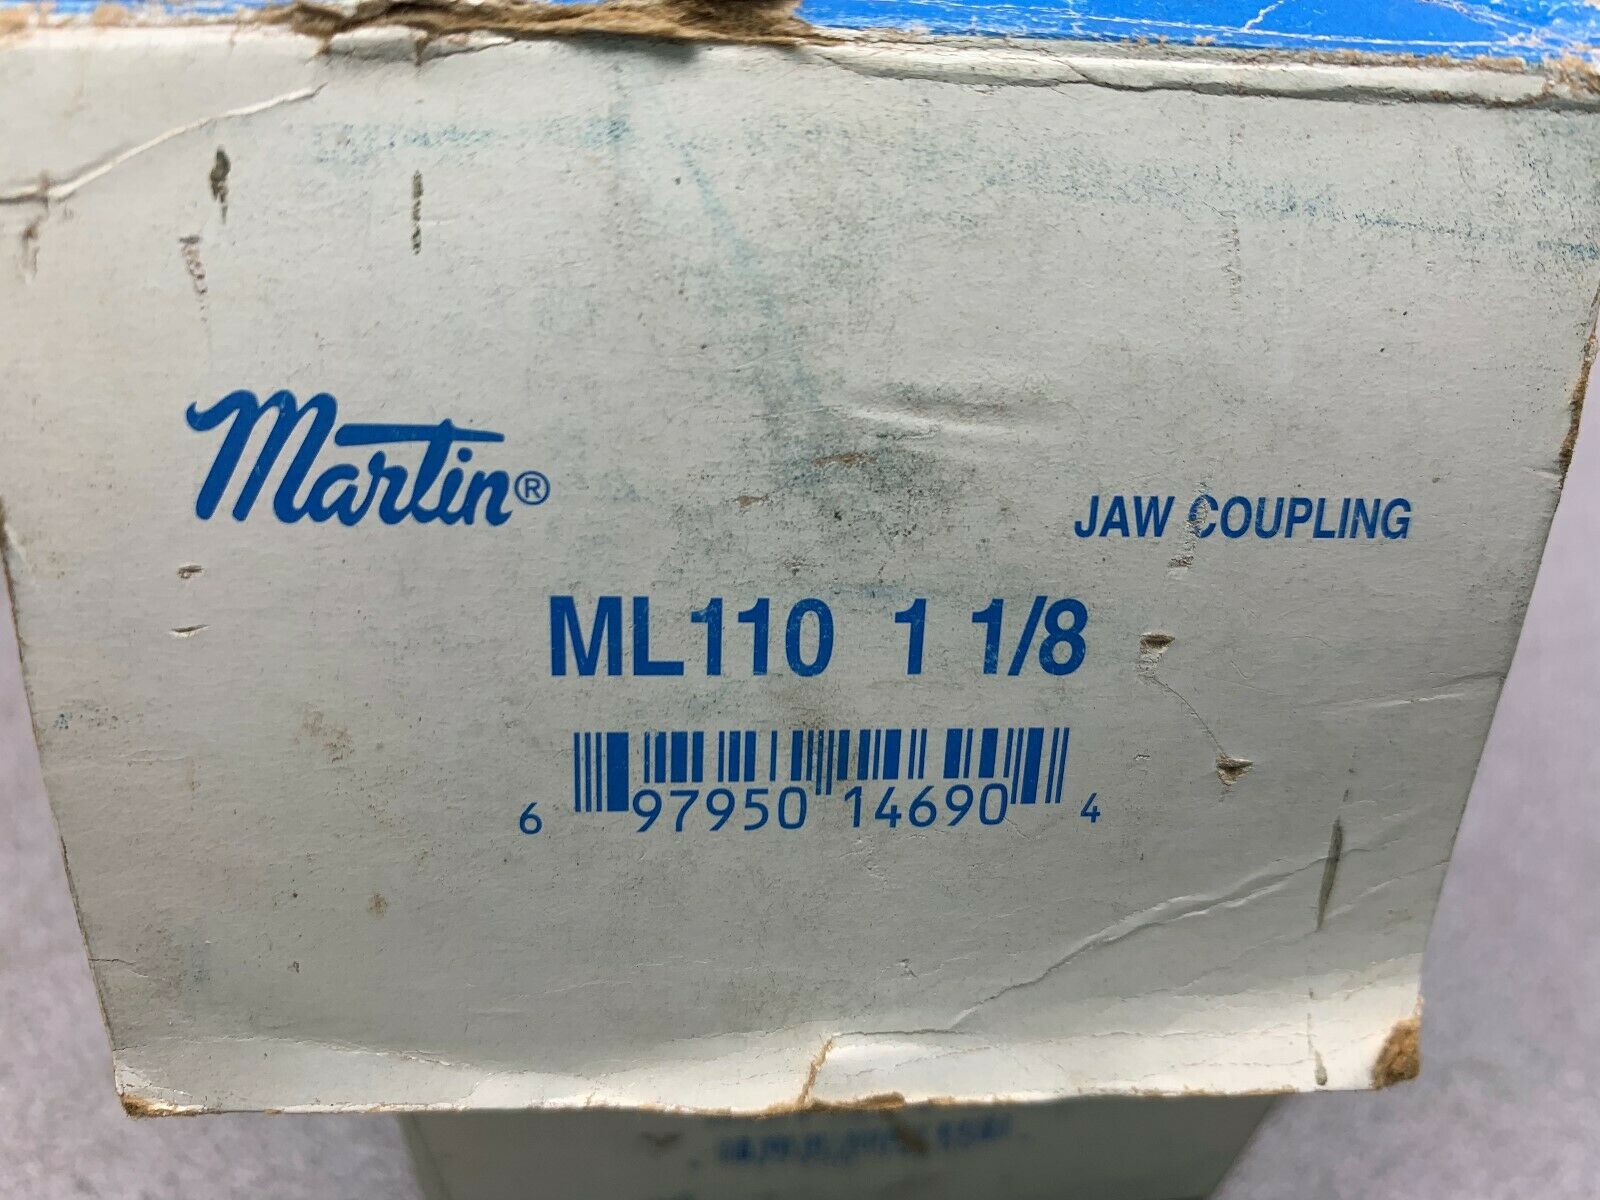 Martin®
JAW COUPLING
ML110 1 1/8
6 97950 14690 4